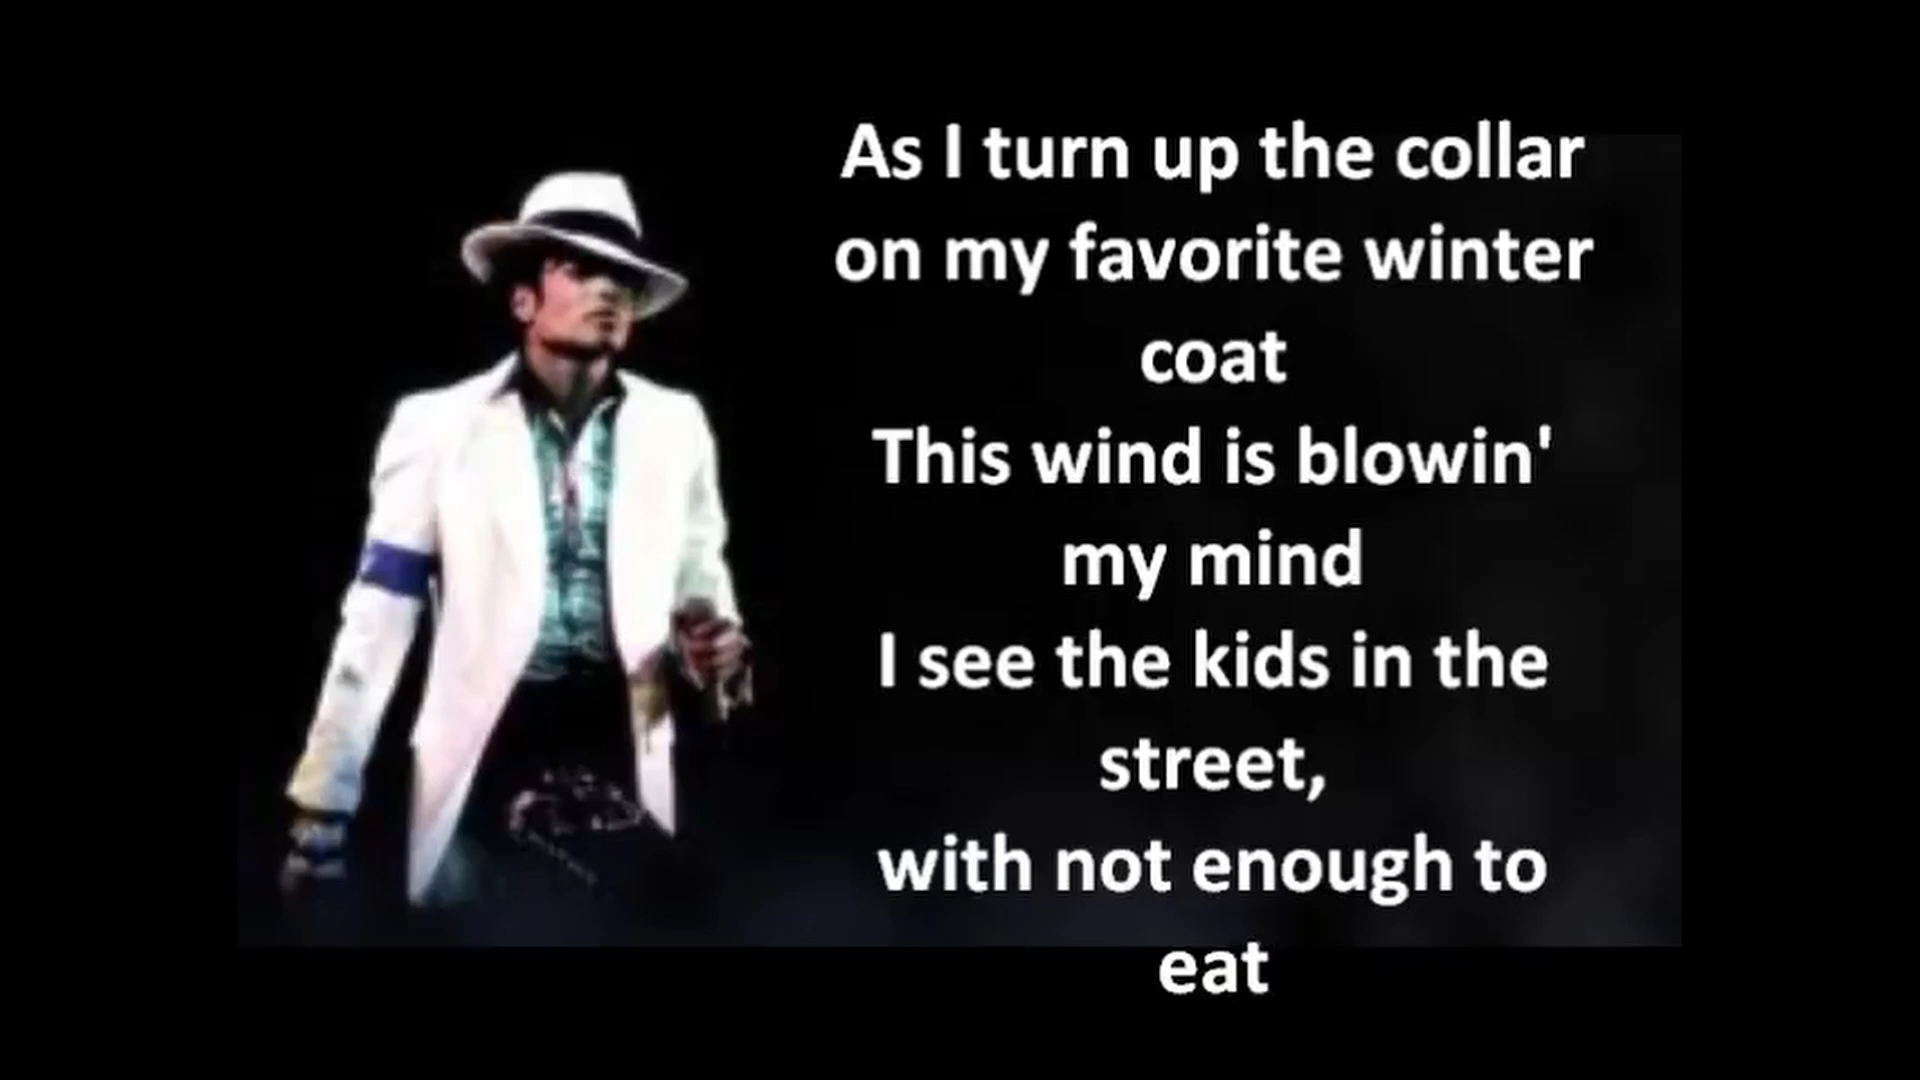 As I turn up the collar
on my favorite winter
coat
This wind is blowin'
my mind
I see the kids in the
street,
with not enough to
eat